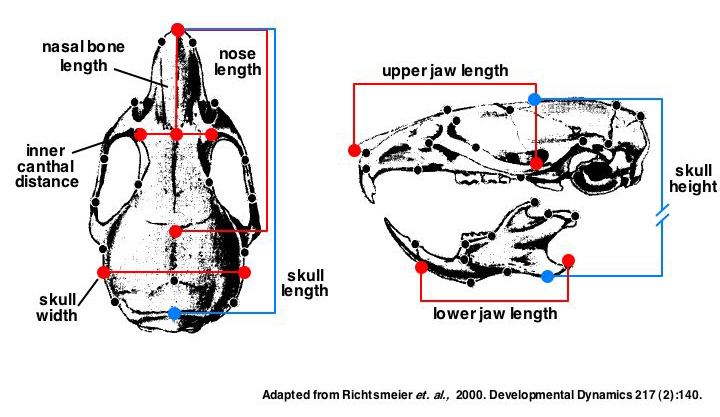 nasal bone
length
nose
length
inner
canthal
distance
skull
width
skull
length
upper jaw length
skull
height
lower jaw length
Adapted from Richtsmeier et. al., 2000. Developmental Dynamics 217 (2):140.